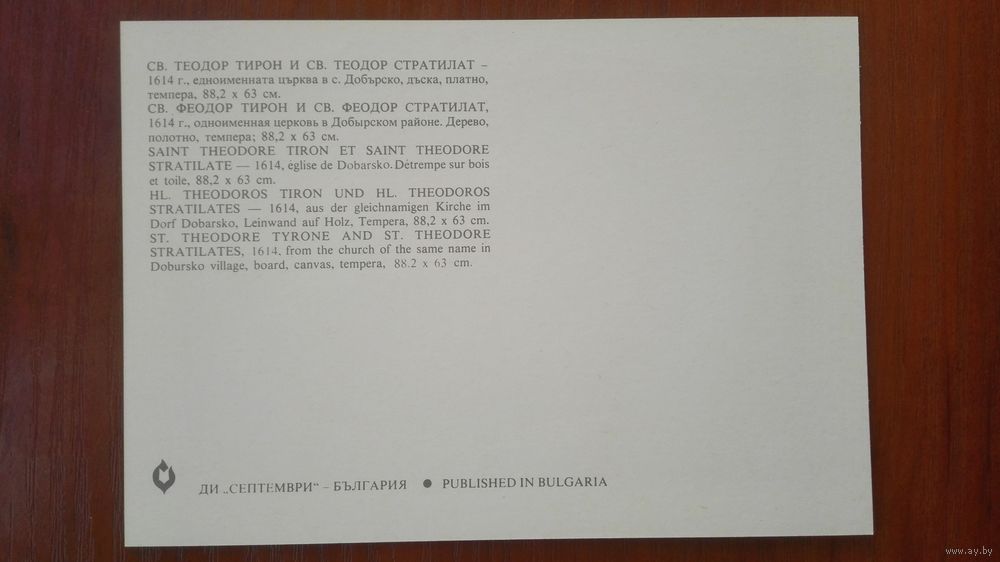 СВ. ТЕОДОР ТИРОН И СВ. ТЕОДОР СТРАТИЛАТ –
1614 г., едноименната църква в с. Добърско, дъска, платно,
темпера, 88,2 x 63 см.
СВ. ФЕОДОР ТИРОН И СВ. ФЕОДОР СТРАТИЛАТ,
1614 г., одноименная церковь в Добырском районе. Дерево,
полотно, темпера; 88,2 x 63 см.
SAINT THEODORE TIRON ET SAINT THEODORE
STRATILATE — 1614, église de Dobarsko. Détrempe sur bois
et toile, 88,2 x 63 cm.
HL. THEODOROS TIRON UND HL. THEODOROS
STRATILATES — 1614, aus der gleichnamigen Kirche im
Dorf Dobarsko, Leinwand auf Holz, Tempera, 88,2 x 63 cm.
ST. THEODORE TYRONE AND ST. THEODORE
STRATILATES, 1614, from the church of the same name in
Dobursko village, board, canvas, tempera, 88.2 x 63 cm.
ДИ „СЕПТЕМВРИ“ – БЪЛГАРИЯ ● PUBLISHED IN BULGARIA
www.ay.by